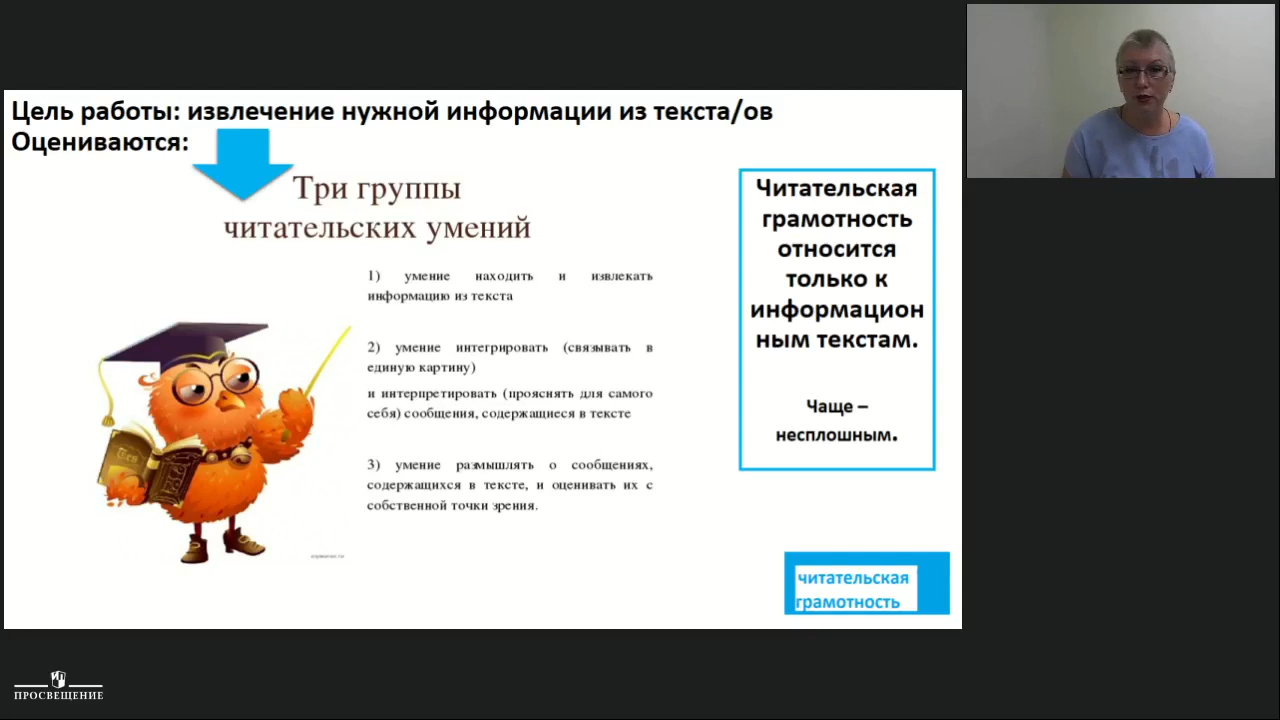 Цель работы: извлечение нужной информации из текста/ов
Оцениваются:
Три группы
читательских умений
1) умение находить и извлекать
информацию из текста
2) умение интегрировать (связывать в
единую картину)
и интерпретировать (прояснять для самого
себя) сообщения, содержащиеся в тексте
3) умение размышлять о сообщениях,
содержащихся в тексте, и оценивать их с
собственной точки зрения.
Читательская
грамотность
относится
только к
информацион
ным текстам.
Чаще –
несплошным.
читательская
грамотность
ПРОСВЕЩЕНИЕ